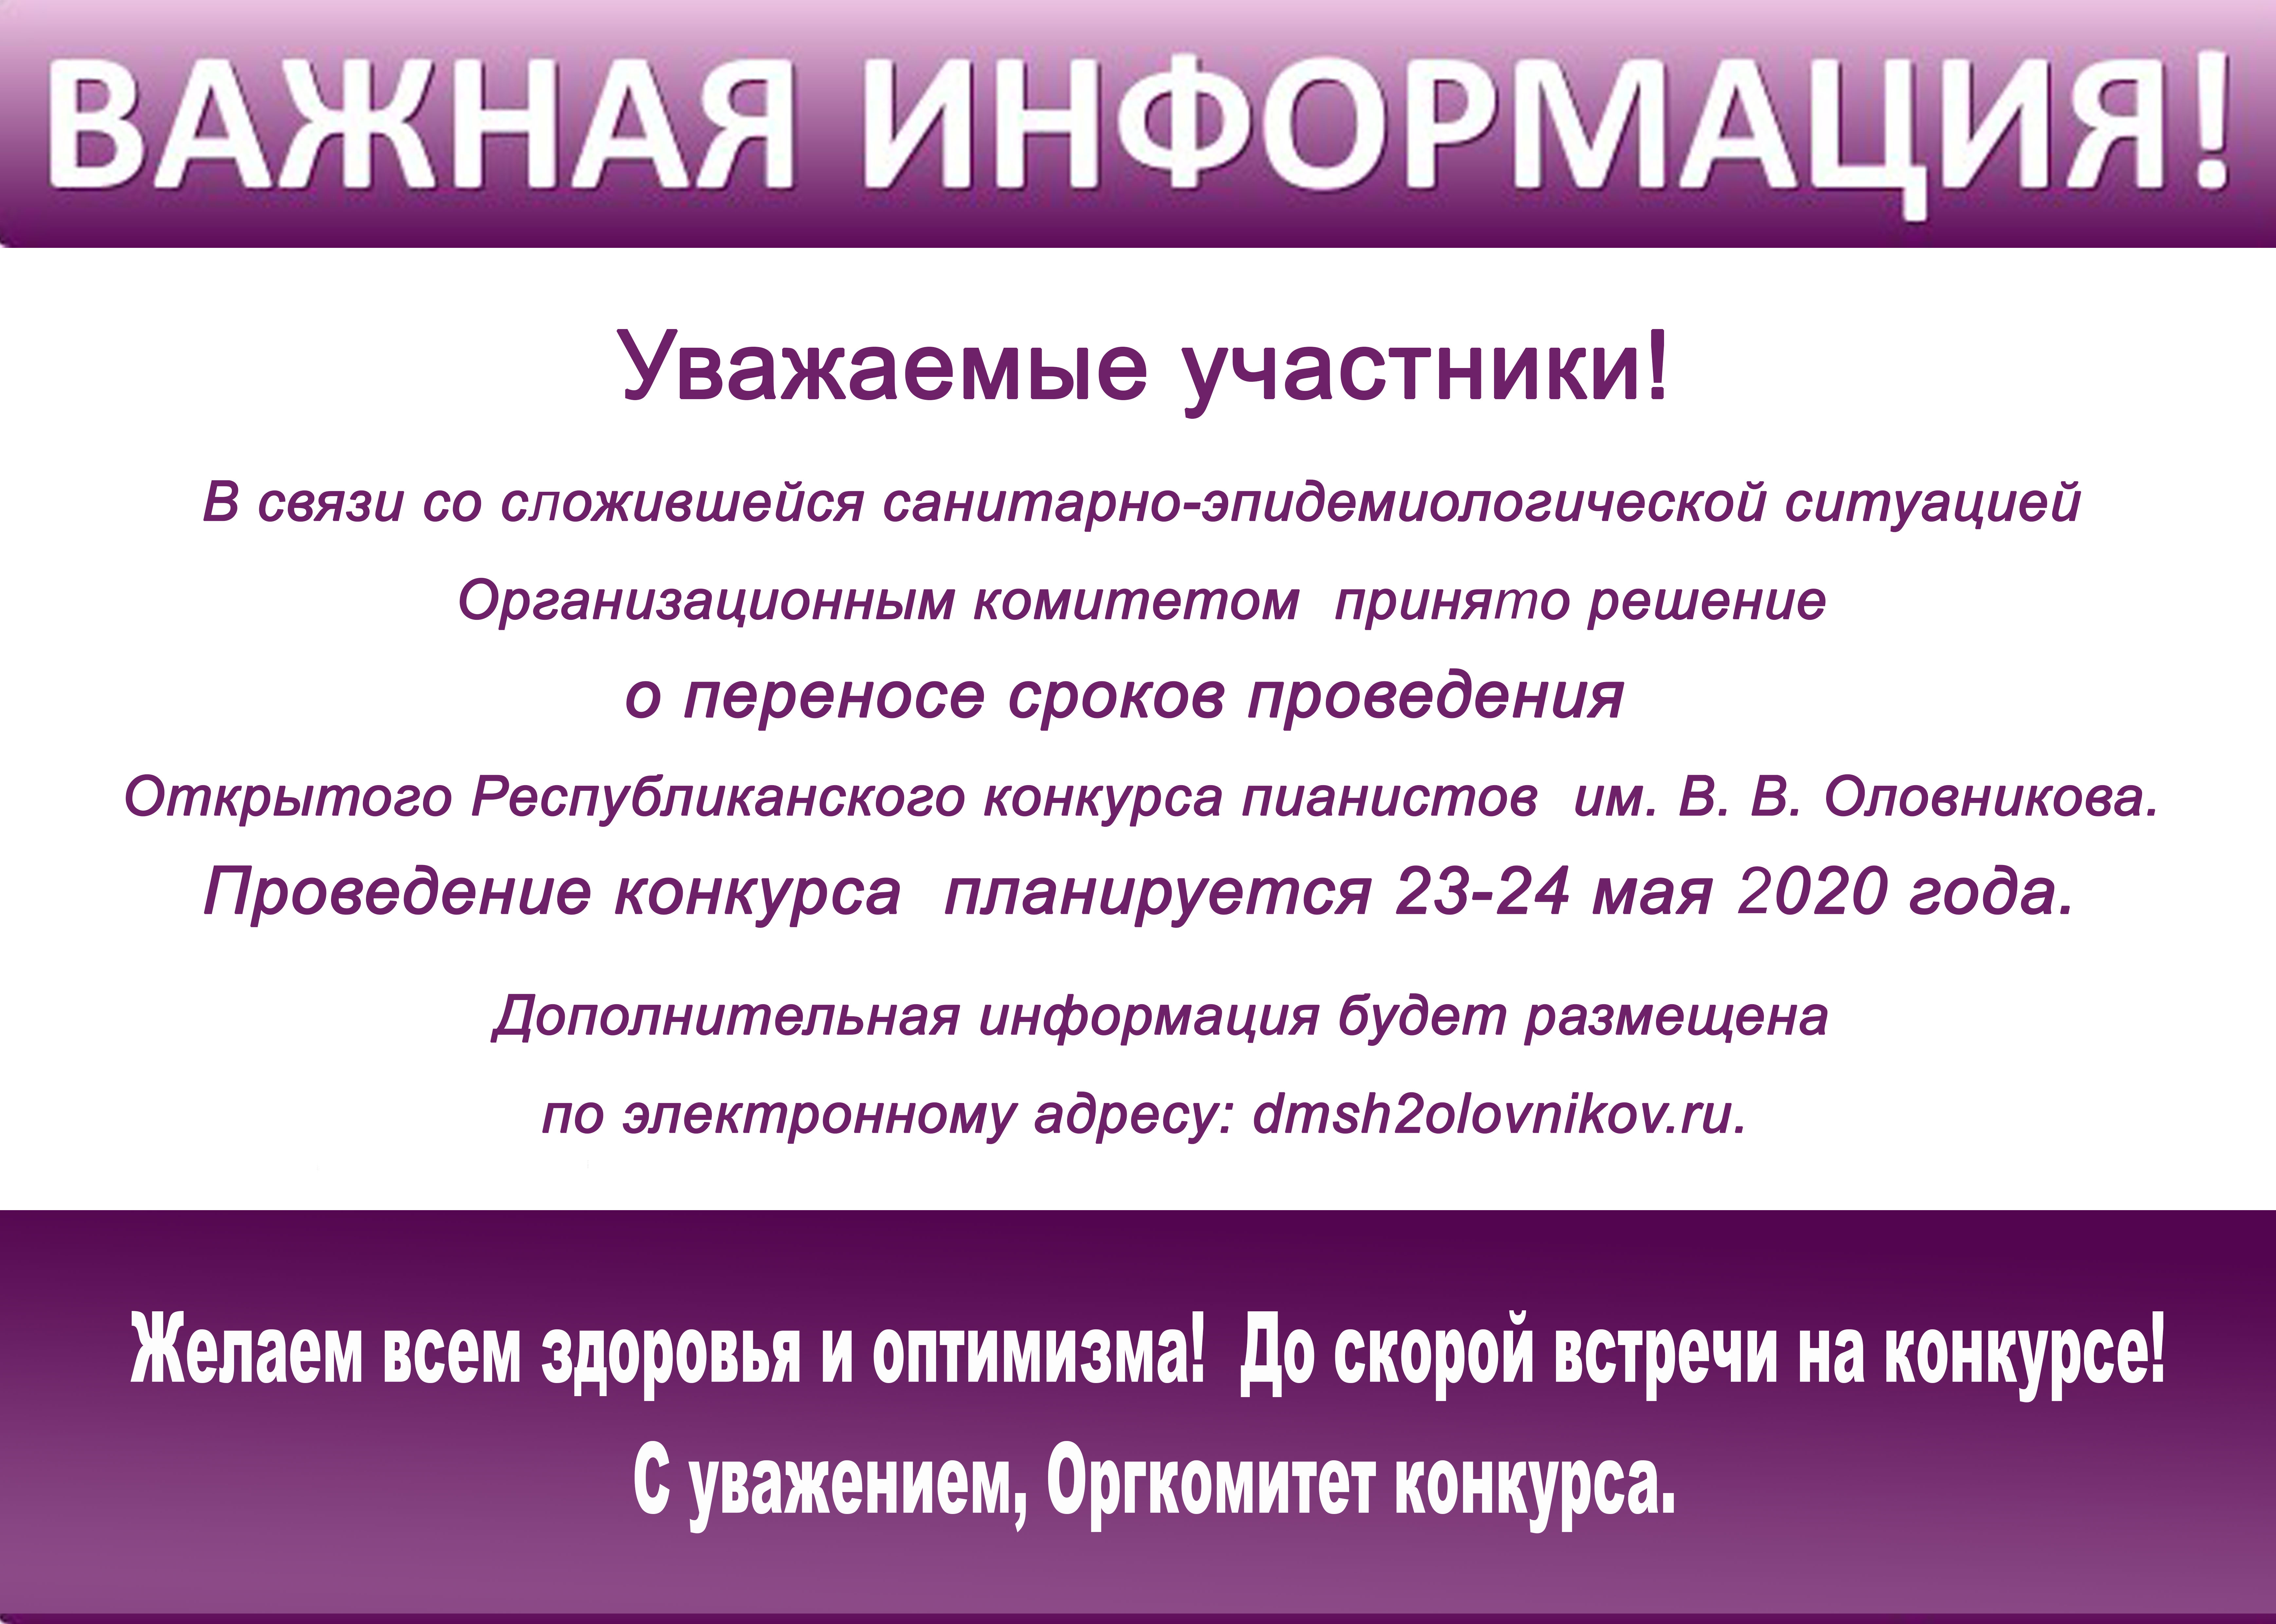 ВАЖНАЯ ИНФОРМАЦИЯ!
Уважаемые участники!
В связи со сложившейся санитарно-эпидемиологической ситуацией
Организационным комитетом принято решение
о переносе сроков проведения
Открытого Республиканского конкурса пианистов им. В. В. Оловникова.
Проведение конкурса планируется 23-24 мая 2020 года.
Дополнительная информация будет размещена
по электронному адресу: dmsh2olovnikov.ru.
Желаем всем здоровья и оптимизма! До скорой встречи на конкурсе!
С уважением, Оргкомитет конкурса.